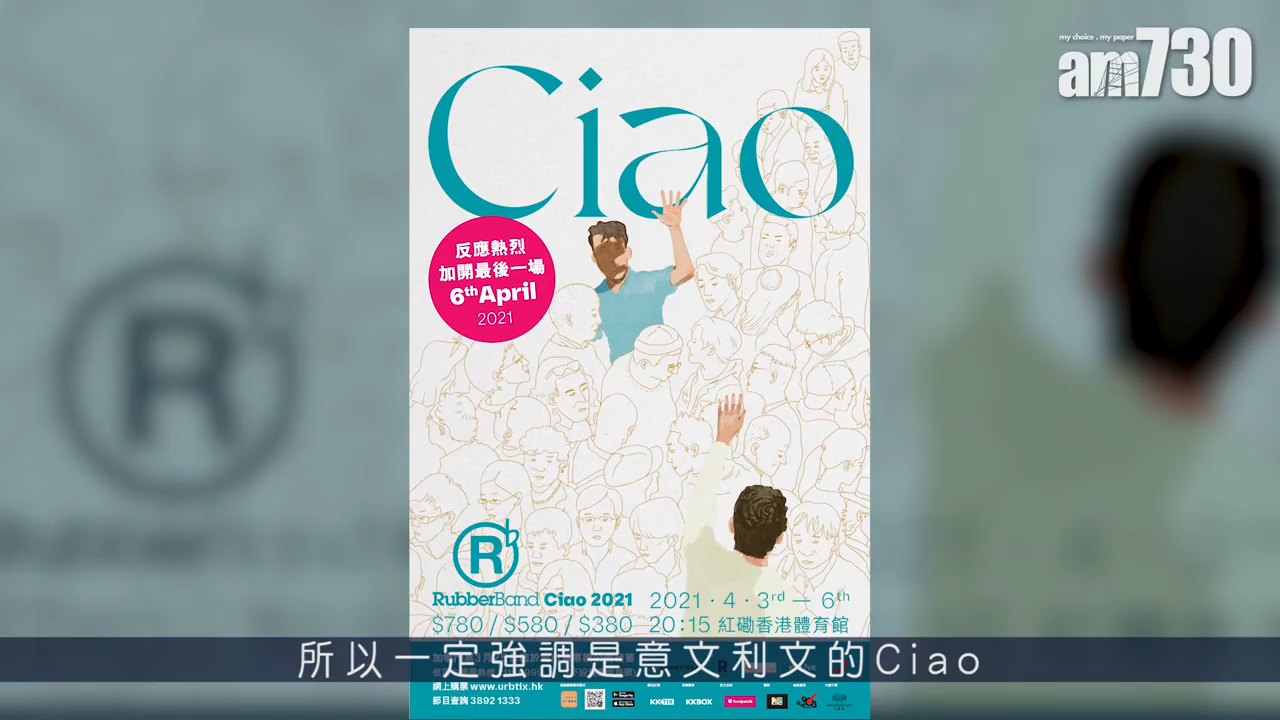 my choice . my paper
am730
Ciao
反應熱烈
加開最後一場
6th April
2021
R
RubberBand Ciao 2021
2021・4・3rd — 6th
$780 / $580 / $380
20:15 紅磡香港體育館
所以一定強調是意文利文的Ciao
網上購票 www.urbtix.hk
節目查詢 3892 1333
KKTIX
KKBOX
foodpanda